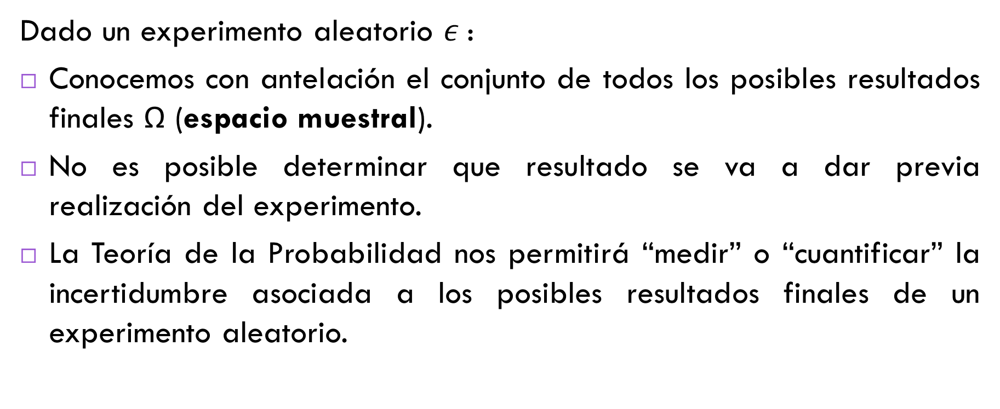 Dado un experimento aleatorio ϵ :
Conocemos con antelación el conjunto de todos los posibles resultados
finales Ω (espacio muestral).
No es posible determinar que resultado se va a dar previa
realización del experimento.
La Teoría de la Probabilidad nos permitirá “medir” o “cuantificar” la
incertidumbre asociada a los posibles resultados finales de un
experimento aleatorio.